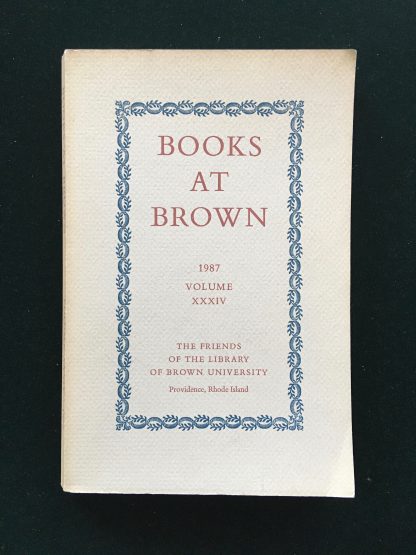 BOOKS
AT
BROWN
1987
VOLUME
XXXIV
THE FRIENDS
OF THE LIBRARY
OF BROWN UNIVERSITY
Providence, Rhode Island